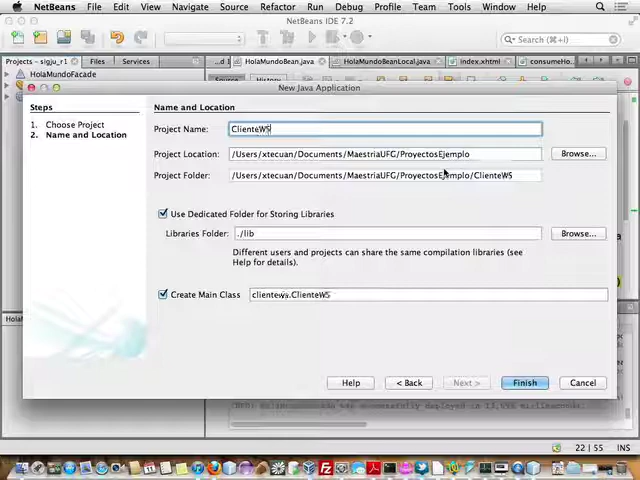 NetBeans File Edit View Navigate Source Refactor Run Debug Profile Team Tools Window Help
NetBeans IDE 7.2
Search (⌘+I)
Projects – sigju_r1 Files Services ...d HolaMundoBean.java HolaMundoBeanLocal.java index.xhtml consumeHo...
HolaMundoFacade Source History
New Java Application
Steps
1. Choose Project
2. Name and Location
Name and Location
Project Name: ClienteWS
Project Location: /Users/xtecuan/Documents/MaestriaUFG/ProyectosEjemplo Browse...
Project Folder: /Users/xtecuan/Documents/MaestriaUFG/ProyectosEjemplo/ClienteWS
Use Dedicated Folder for Storing Libraries
Libraries Folder: ./lib Browse...
Different users and projects can share the same compilation libraries (see
Help for details).
Create Main Class clientews.ClienteWS
Help < Back Next > Finish Cancel
22 | 55 INS